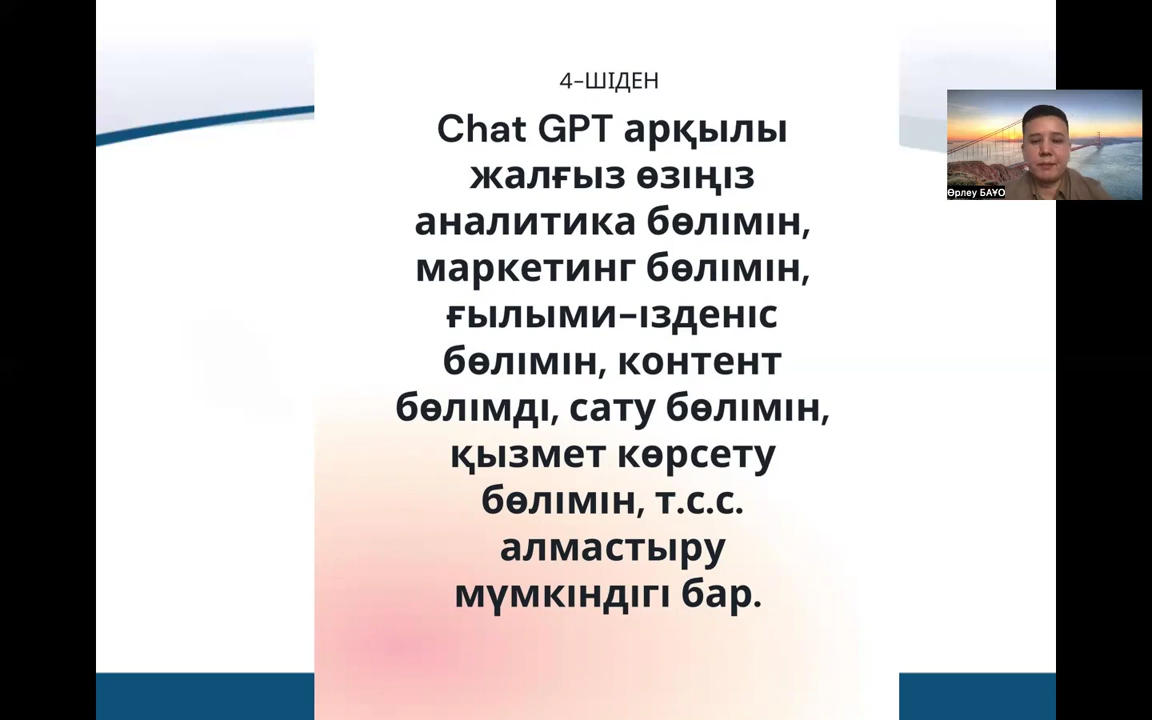 4-ШІДЕН
Chat GPT арқылы
жалғыз өзіңіз
аналитика бөлімін,
маркетинг бөлімін,
ғылыми-ізденіс
бөлімін, контент
бөлімді, сату бөлімін,
қызмет көрсету
бөлімін, т.с.с.
алмастыру
мүмкіндігі бар.
Өрлеу БАҰО